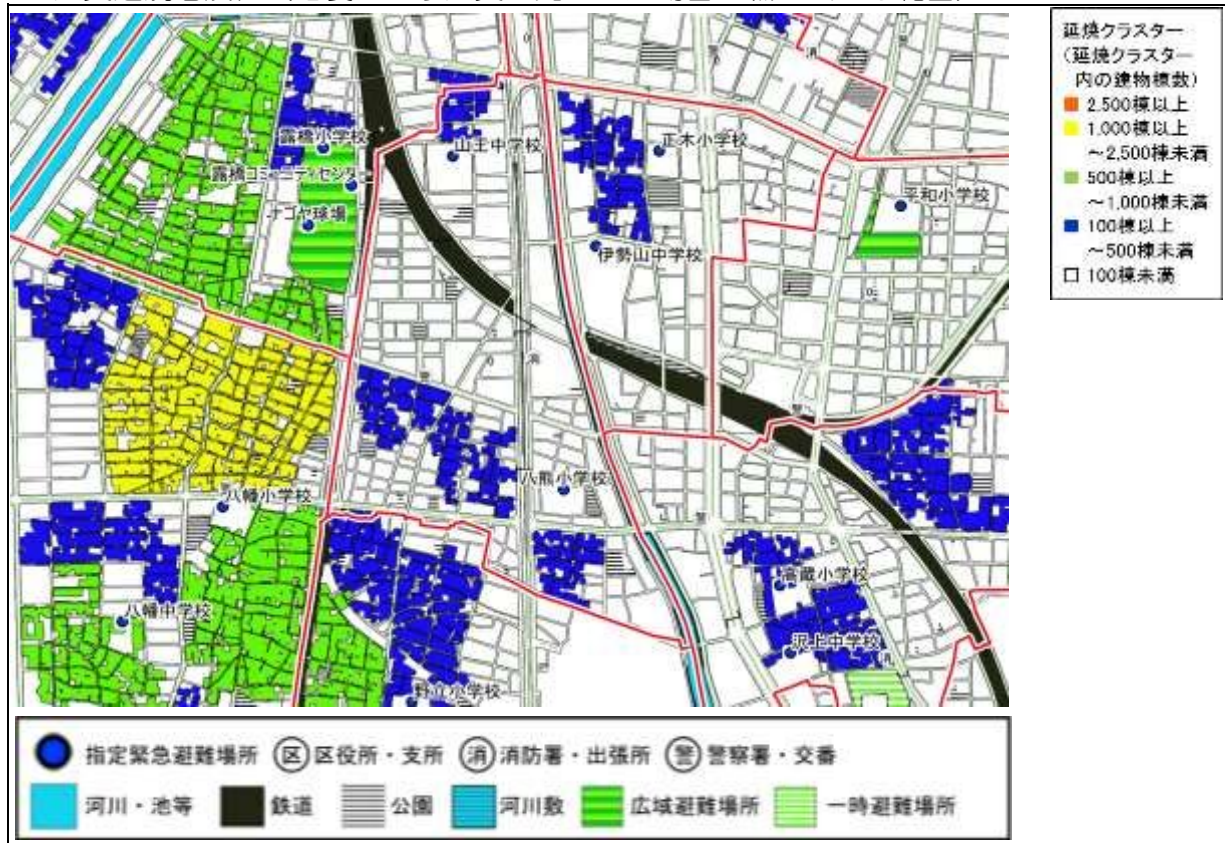 延焼クラスター
(延焼クラスター
内の建物棟数)
2,500棟以上
1,000棟以上
~2,500棟未満
500棟以上
~1,000棟未満
100棟以上
~500棟未満
100棟未満
露橋小学校
山王中学校
正木小学校
露橋コミュニティセンター
平和小学校
ナゴヤ球場
伊勢山中学校
八熊小学校
八幡小学校
高蔵小学校
八幡中学校
沢上中学校
野立小学校
指定緊急避難場所 区 区役所・支所 消 消防署・出張所 警 警察署・交番
河川・池等 鉄道 公園 河川敷 広域避難場所 一時避難場所